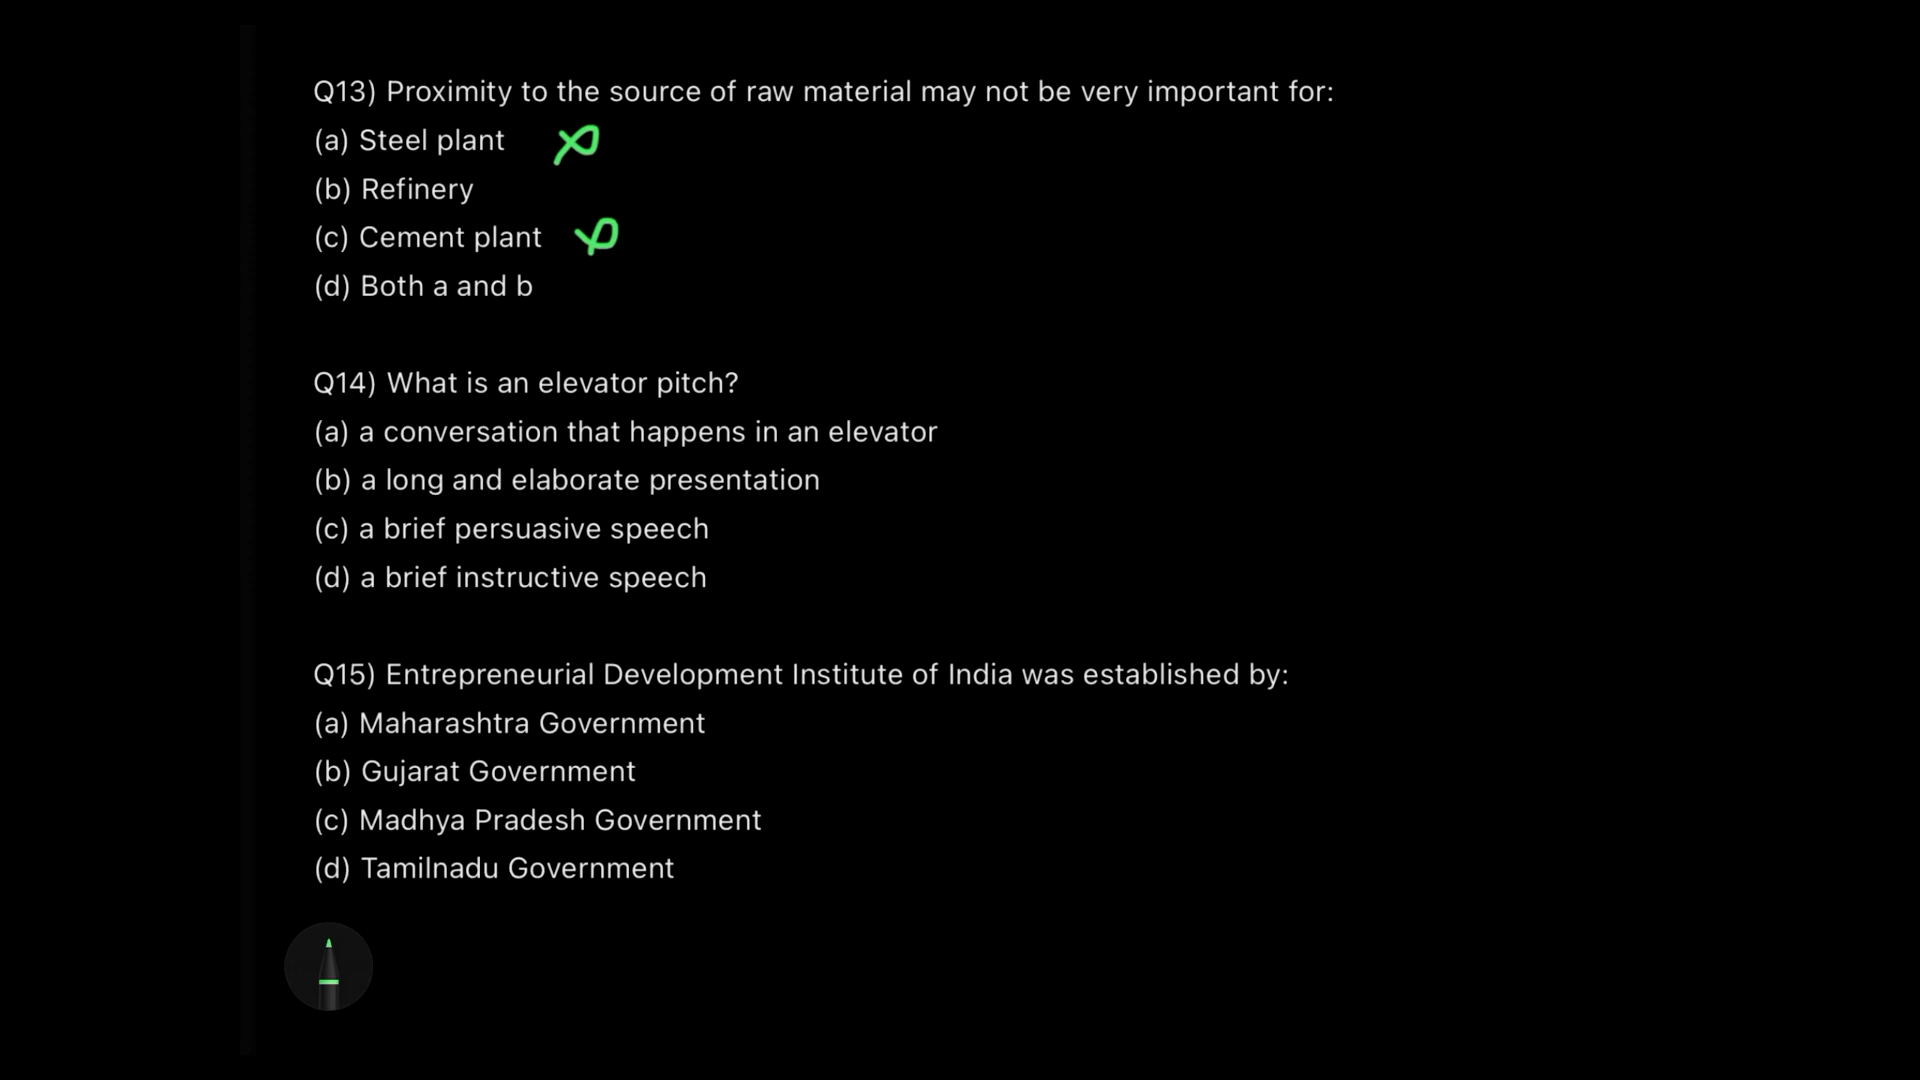 Q13) Proximity to the source of raw material may not be very important for:
(a) Steel plant
(b) Refinery
(c) Cement plant
(d) Both a and b
Q14) What is an elevator pitch?
(a) a conversation that happens in an elevator
(b) a long and elaborate presentation
(c) a brief persuasive speech
(d) a brief instructive speech
Q15) Entrepreneurial Development Institute of India was established by:
(a) Maharashtra Government
(b) Gujarat Government
(c) Madhya Pradesh Government
(d) Tamilnadu Government